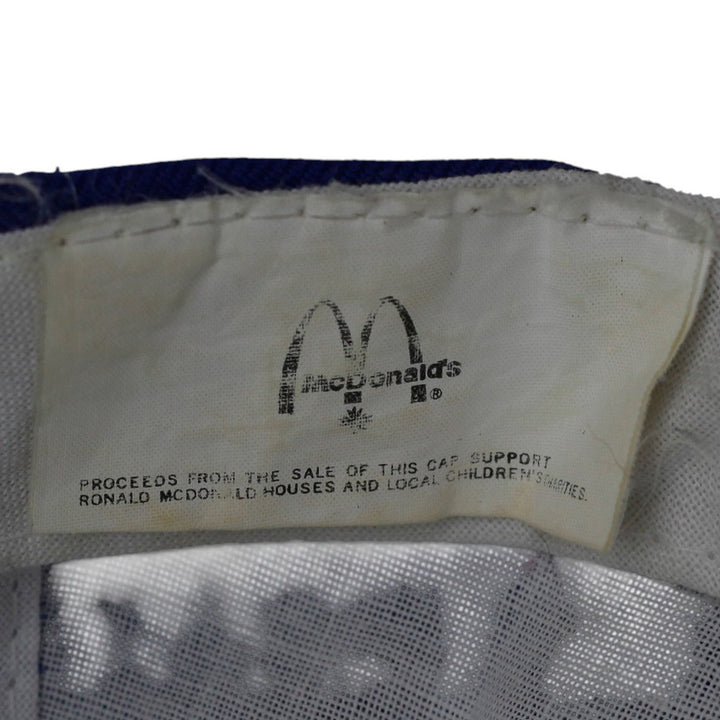 McDonald's ®
PROCEEDS FROM THE SALE OF THIS CAP SUPPORT
RONALD MCDONALD HOUSES AND LOCAL CHILDREN'S CHARITIES.